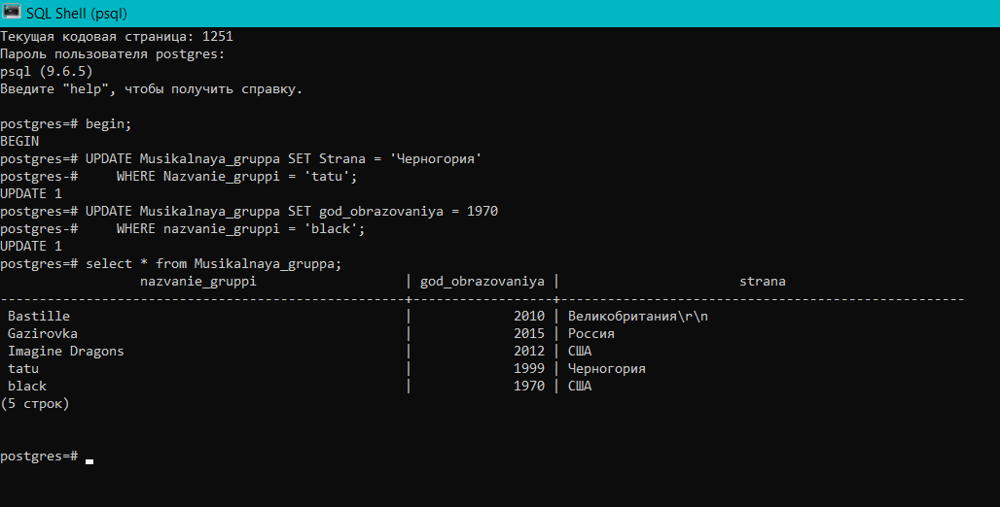 SQL Shell (psql)
Текущая кодовая страница: 1251
Пароль пользователя postgres:
psql (9.6.5)
Введите "help", чтобы получить справку.
postgres=# begin;
BEGIN
postgres=# UPDATE Musikalnaya_gruppa SET Strana = 'Черногория'
postgres-#     WHERE Nazvanie_gruppi = 'tatu';
UPDATE 1
postgres=# UPDATE Musikalnaya_gruppa SET god_obrazovaniya = 1970
postgres-#     WHERE nazvanie_gruppi = 'black';
UPDATE 1
postgres=# select * from Musikalnaya_gruppa;
                  nazvanie_gruppi                   | god_obrazovaniya |                       strana
----------------------------------------------------+------------------+----------------------------------------------------
 Bastille                                           |             2010 | Великобритания\r\n
 Gazirovka                                          |             2015 | Россия
 Imagine Dragons                                    |             2012 | США
 tatu                                               |             1999 | Черногория
 black                                              |             1970 | США
(5 строк)
postgres=#